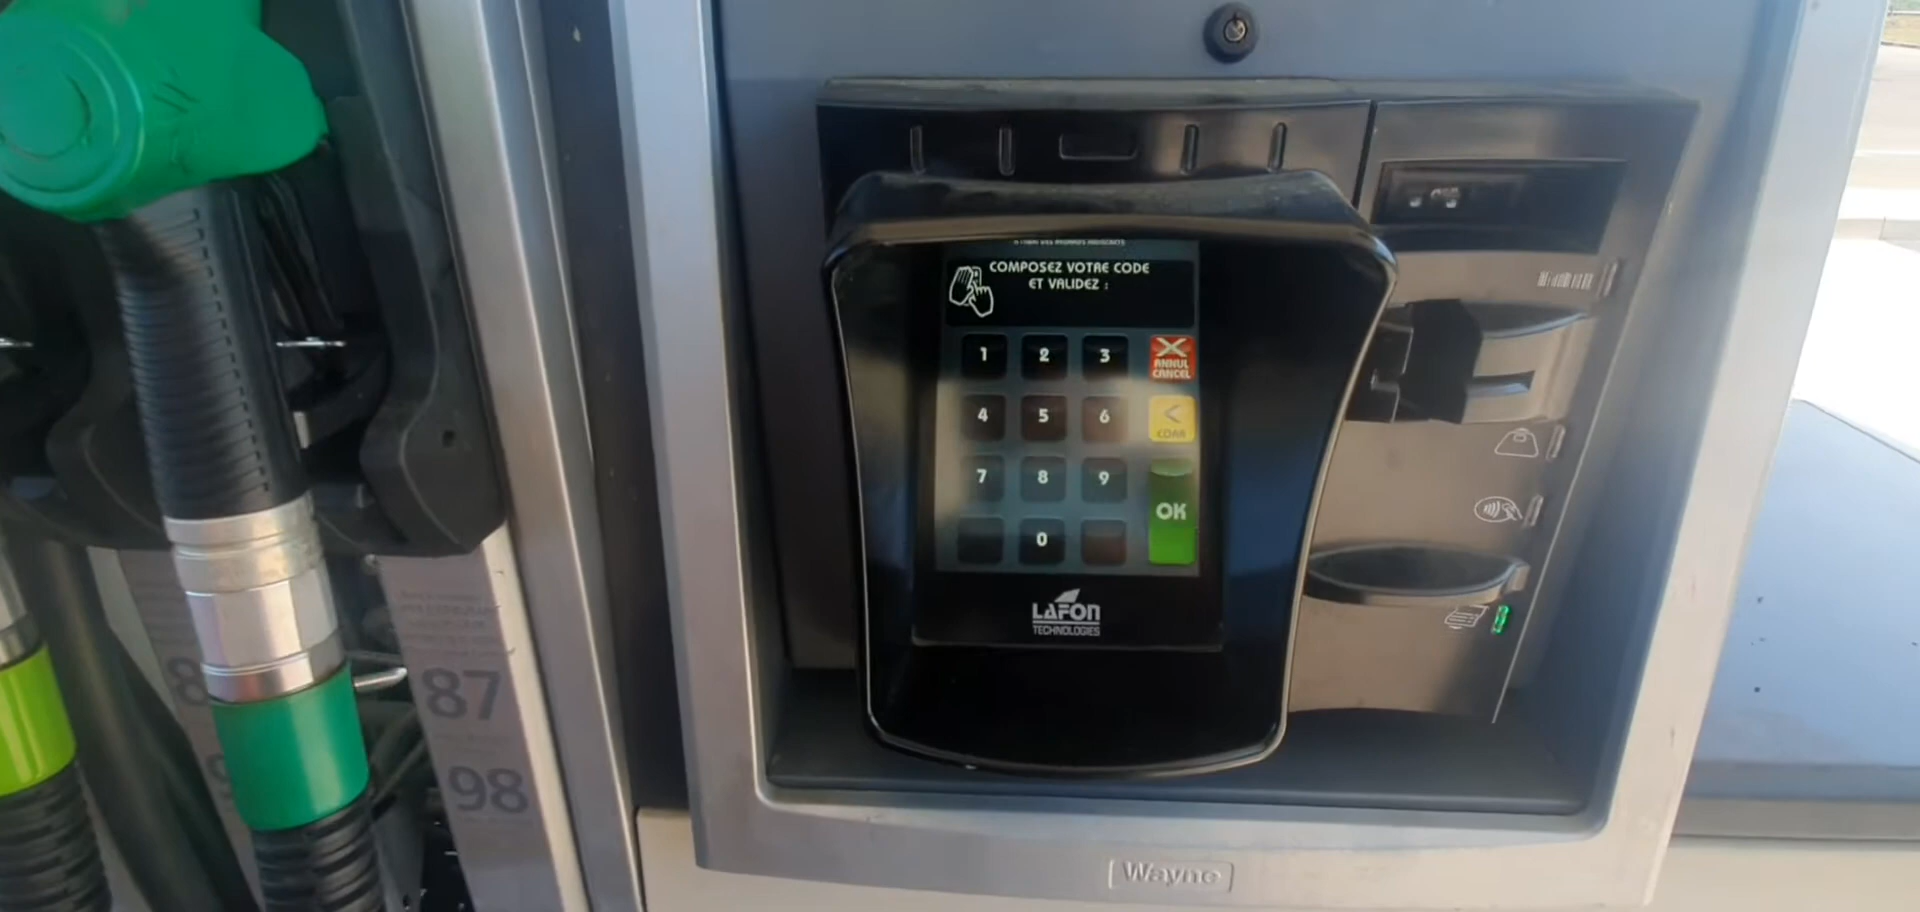 COMPOSEZ VOTRE CODE
ET VALIDEZ :
1 2 3
ANNUL
CANCEL
4 5 6 <
CORR
7 8 9
OK
0
LAFON
TECHNOLOGIES
87
98
Wayne